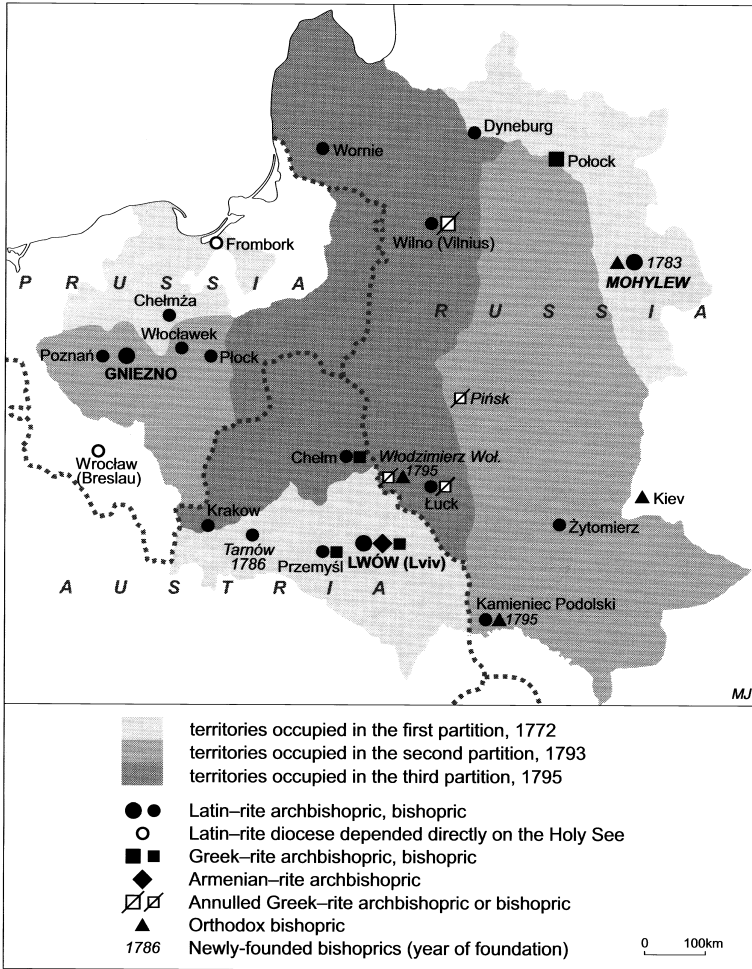 Dyneburg
Wornie
Połock
Wilno (Vilnius)
Frombork
1783
MOHYLEW
P R U S S I A
R U S S I A
Chełmża
Włocławek
Poznań
Płock
GNIEZNO
Pińsk
Wrocław
(Breslau)
Chełm
Włodzimierz Woł.
1795
Łuck
Kiev
Krakow
Żytomierz
Tarnów
1786
Przemyśl
LWÓW (Lviv)
A U S T R I A
Kamieniec Podolski
1795
MJ
territories occupied in the first partition, 1772
territories occupied in the second partition, 1793
territories occupied in the third partition, 1795
Latin–rite archbishopric, bishopric
Latin–rite diocese depended directly on the Holy See
Greek–rite archbishopric, bishopric
Armenian–rite archbishopric
Annulled Greek–rite archbishopric or bishopric
Orthodox bishopric
1786 Newly-founded bishoprics (year of foundation)
0 100km